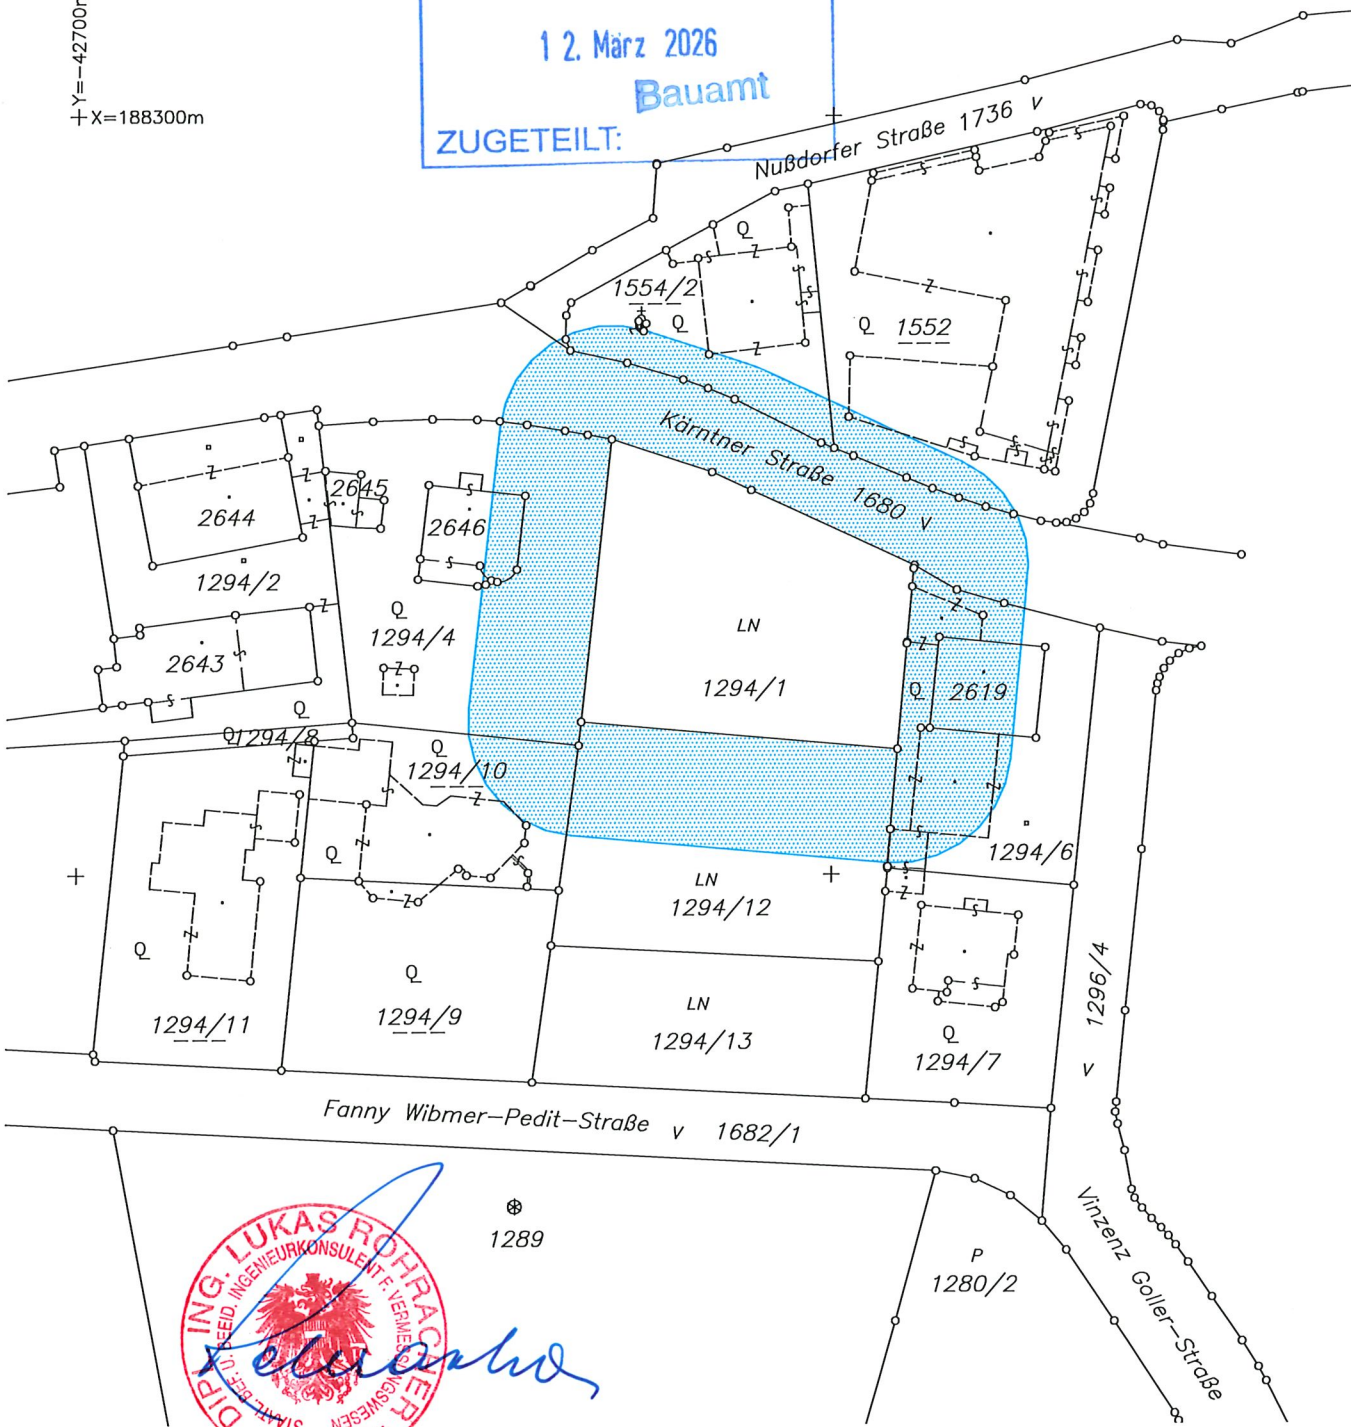 Y=-42700m
X=188300m
12. März 2026
Bauamt
ZUGETEILT:
Nußdorfer Straße 1736 v
Q
1554/2
Q
Q 1552
Kärntner Straße 1680 v
2645
2644
2646
1294/2
Q
1294/4
LN
1294/1
2643
Q 2619
Q
Q 1294/8
Q
1294/10
Q
1294/6
LN
1294/12
Q
Q
LN
1294/11
1294/9
1294/13
Q
1294/7
1296/4
v
Fanny Wibmer-Pedit-Straße v 1682/1
1289
P
1280/2
Vinzenz Goller-Straße
DIPL. ING. LUKAS ROHRACHER
STAATL. BEF. U. BEEID. INGENIEURKONSULENT F. VERMESSUNGSWESEN